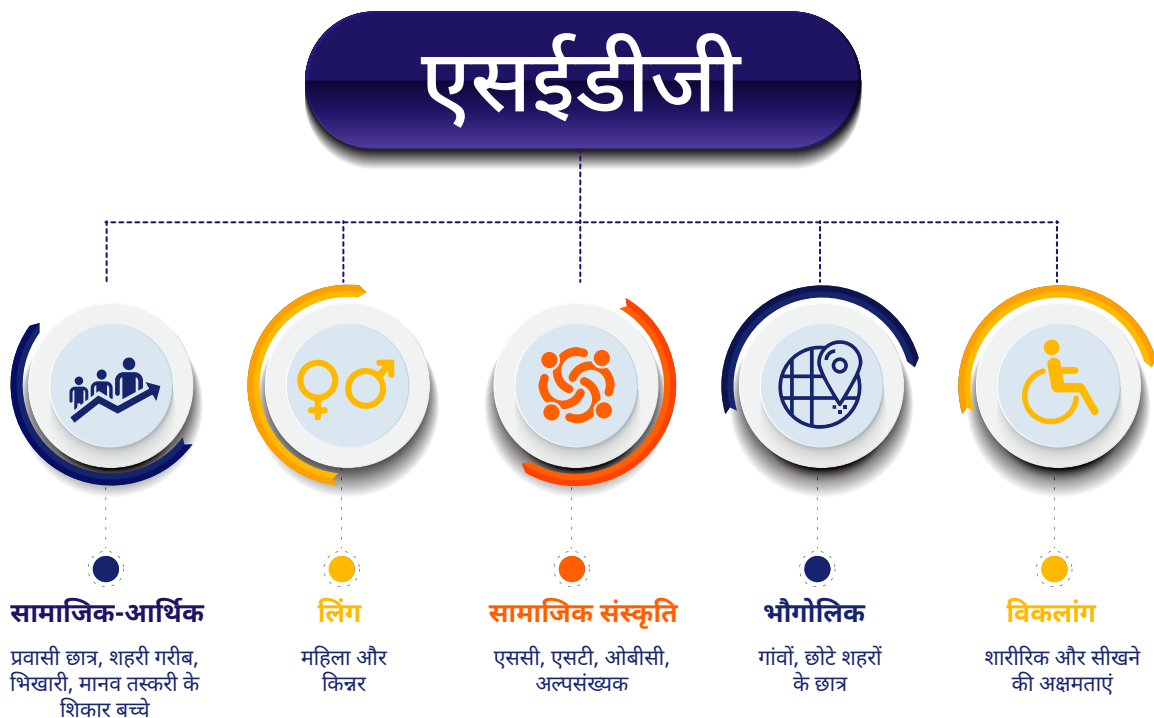 एसईडीजी
सामाजिक-आर्थिक
प्रवासी छात्र, शहरी गरीब,
भिखारी, मानव तस्करी के
शिकार बच्चे
लिंग
महिला और
किन्नर
सामाजिक संस्कृति
एससी, एसटी, ओबीसी,
अल्पसंख्यक
भौगोलिक
गांवों, छोटे शहरों
के छात्र
विकलांग
शारीरिक और सीखने
की अक्षमताएं